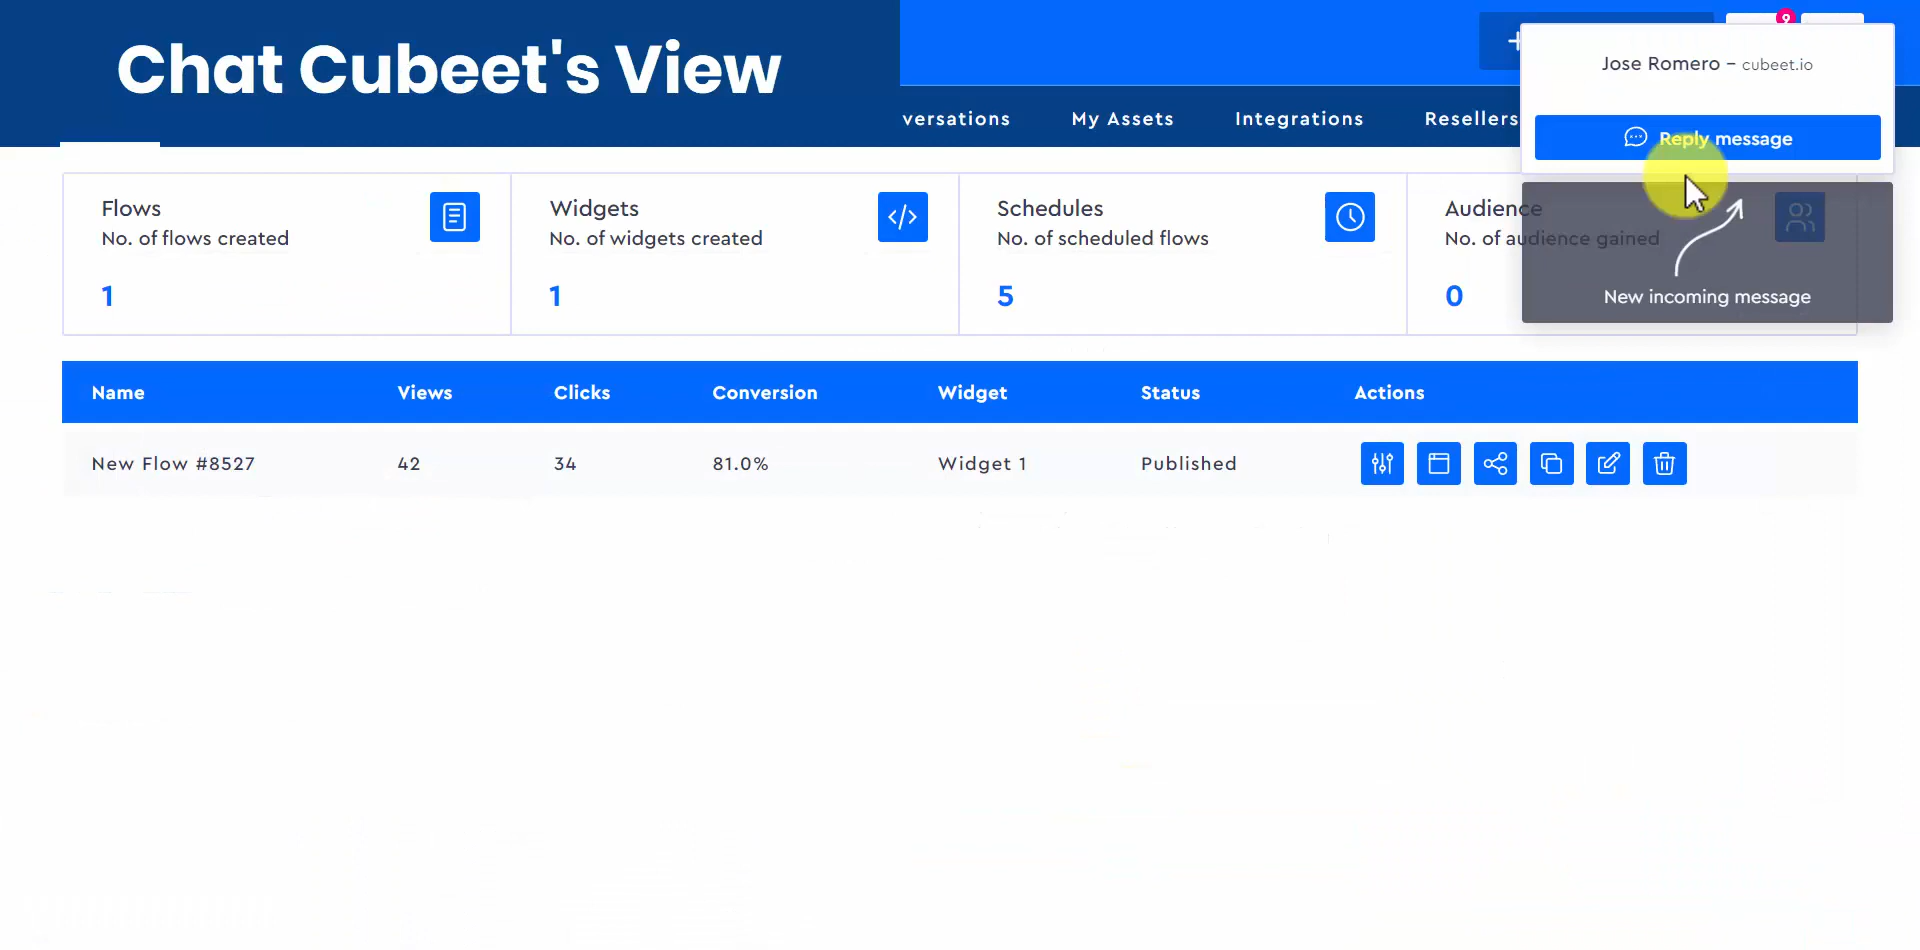 Chat Cubeet's View
9
Jose Romero – cubeet.io
Reply message
versations
My Assets
Integrations
Resellers
New incoming message
Flows
No. of flows created
1
Widgets
No. of widgets created
1
Schedules
No. of scheduled flows
5
Audience
No. of audience gained
0
Name Views Clicks Conversion Widget Status Actions
New Flow #8527 42 34 81.0% Widget 1 Published